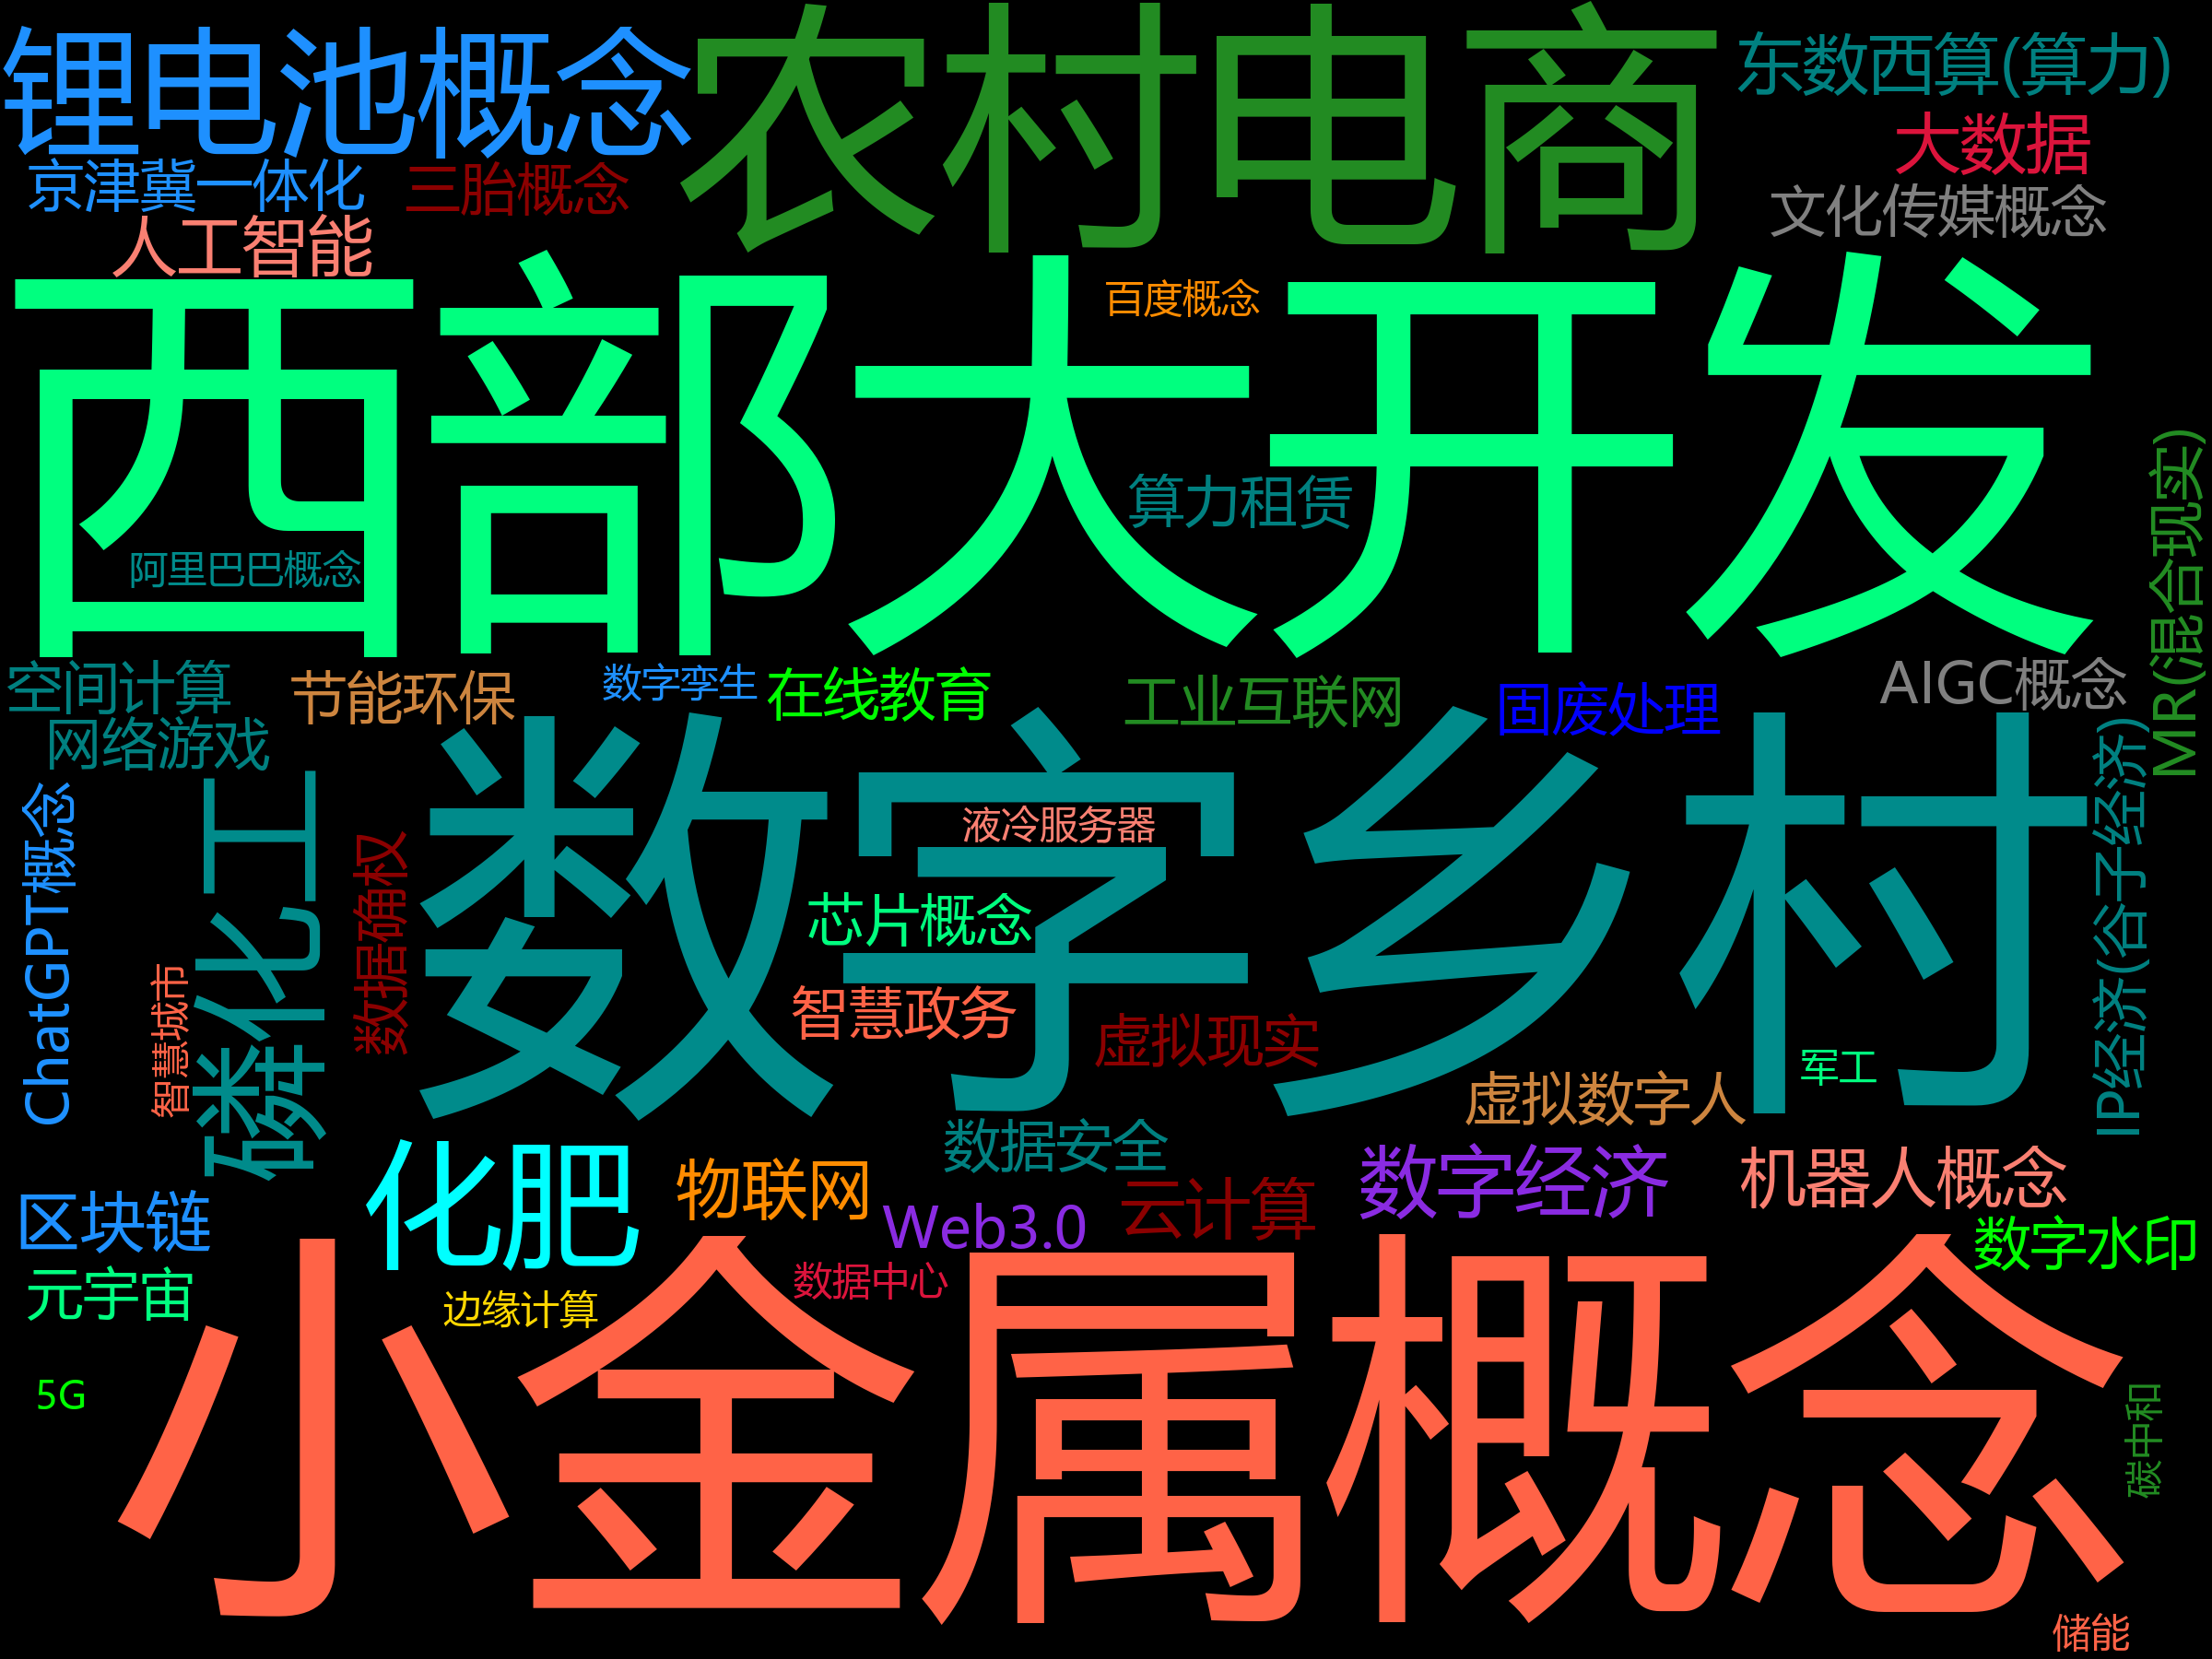 锂电池概念
农村电商
东数西算(算力)
大数据
京津冀一体化
三胎概念
文化传媒概念
人工智能
西部大开发
百度概念
算力租赁
阿里巴巴概念
MR(混合现实)
空间计算
节能环保
数字孪生
在线教育
工业互联网
固废处理
AIGC概念
网络游戏
数字乡村
IP经济(谷子经济)
ChatGPT概念
磷化工
数据确权
液冷服务器
芯片概念
智慧城市
智慧政务
虚拟现实
军工
虚拟数字人
数据安全
化肥
物联网
数字经济
机器人概念
区块链
Web3.0
云计算
数字水印
元宇宙
边缘计算
数据中心
小金属概念
5G
碳中和
储能